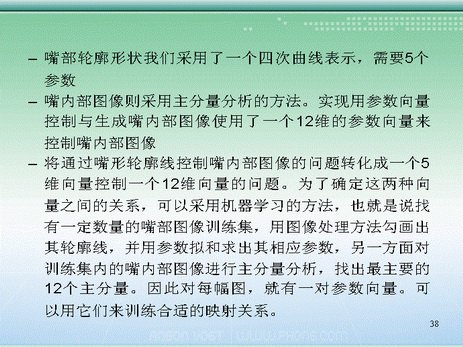 – 嘴部轮廓形状我们采用了一个四次曲线表示，需要5个
参数
– 嘴内部图像则采用主分量分析的方法。实现用参数向量
控制与生成嘴内部图像使用了一个12维的参数向量来
控制嘴内部图像
– 将通过嘴形轮廓线控制嘴内部图像的问题转化成一个5
维向量控制一个12维向量的问题。为了确定这两种向
量之间的关系，可以采用机器学习的方法，也就是说找
有一定数量的嘴部图像训练集，用图像处理方法勾画出
其轮廓线，并用参数拟和求出其相应参数，另一方面对
训练集内的嘴内部图像进行主分量分析，找出最主要的
12个主分量。因此对每幅图，就有一对参数向量。可
以用它们来训练合适的映射关系。
38